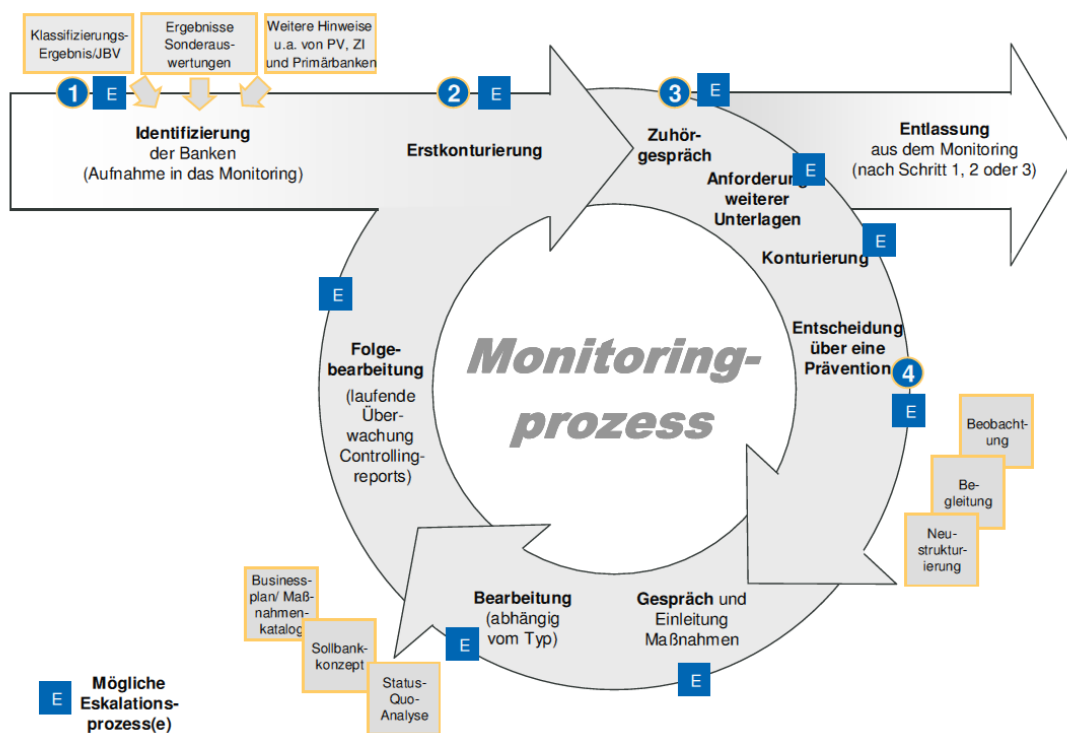 Klassifizierungs-
Ergebnis/JBV
Ergebnisse
Sonderaus-
wertungen
Weitere Hinweise
u.a. von PV, ZI
und Primärbanken
1
E
2
E
3
E
Identifizierung
der Banken
(Aufnahme in das Monitoring)
Erstkonturierung
Zuhör-
gespräch
Entlassung
aus dem Monitoring
(nach Schritt 1, 2 oder 3)
E
Anforderung
weiterer
Unterlagen
E
Konturierung
E
Entscheidung
über eine
Prävention
4
E
Monitoring-
prozess
Folge-
bearbeitung
(laufende
Über-
wachung
Controlling-
reports)
Beobacht-
ung
Be-
gleitung
Neu-
struktur-
ierung
Gespräch und
Einleitung
Maßnahmen
E
Bearbeitung
(abhängig
vom Typ)
E
Business-
plan/ Maß-
nahmen-
katalog
Sollbank-
konzept
Status-
Quo-
Analyse
E
Mögliche
Eskalations-
prozess(e)